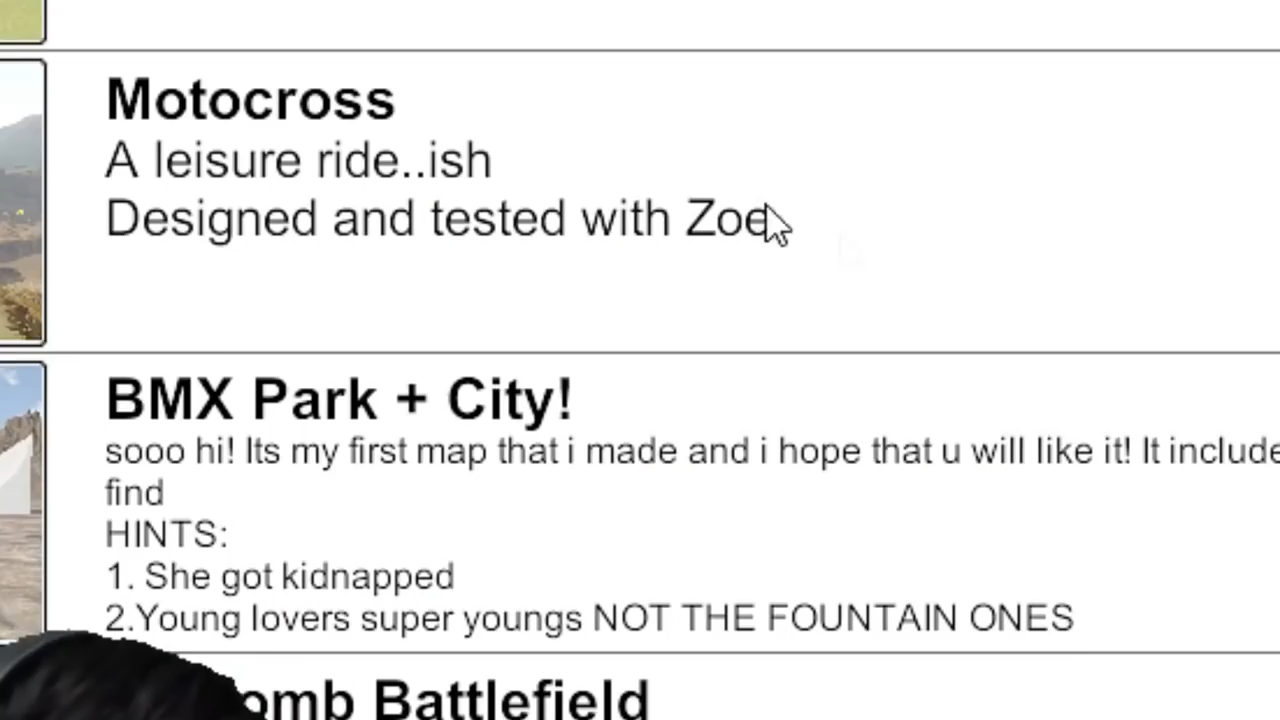 Motocross
A leisure ride..ish
Designed and tested with Zoe
BMX Park + City!
sooo hi! Its my first map that i made and i hope that u will like it! It
find
HINTS:
1. She got kidnapped
2.Young lovers super youngs NOT THE FOUNTAIN ONES
Battlefield